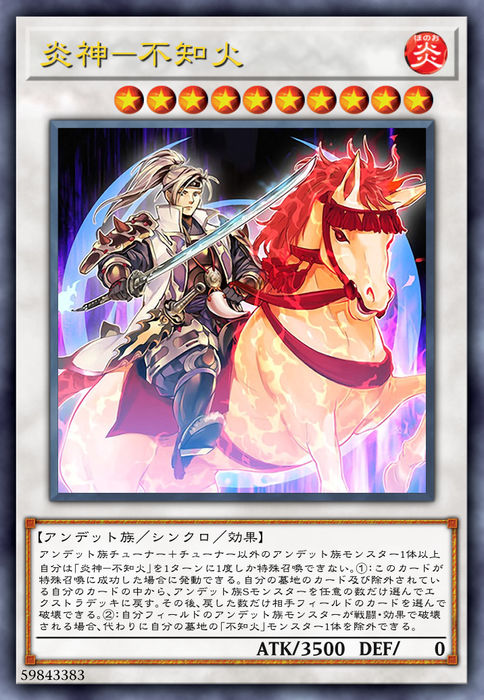 炎神－不知火
ほのお
炎
【アンデット族／シンクロ／効果】
アンデット族チューナー＋チューナー以外のアンデット族モンスター1体以上
自分は「炎神－不知火」を1ターンに1度しか特殊召喚できない。①：このカードが
特殊召喚に成功した場合に発動できる。自分の墓地のカード及び除外されてい
る自分のカードの中から、アンデット族Sモンスターを任意の数だけ選んでエ
クストラデッキに戻す。その後、戻した数だけ相手フィールドのカードを選んで
破壊できる。②：自分フィールドのアンデット族モンスターが戦闘・効果で破壊
される場合、代わりに自分の墓地の「不知火」モンスター1体を除外できる。
ATK/3500 DEF/ 0
59843383